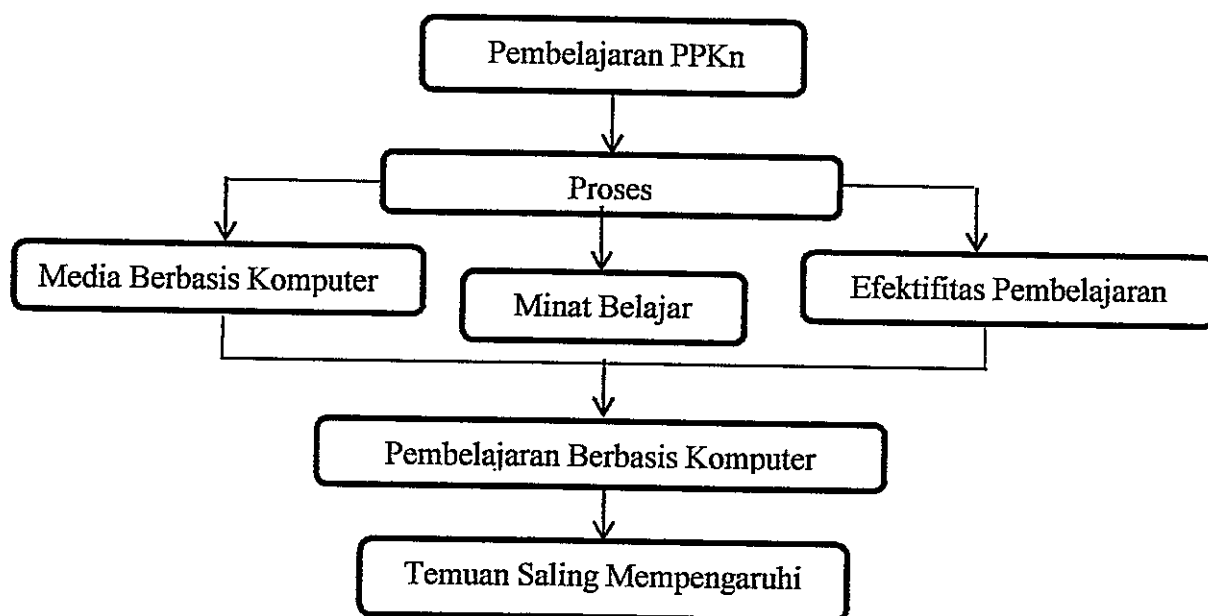 Pembelajaran PPKn
Proses
Media Berbasis Komputer
Minat Belajar
Efektifitas Pembelajaran
Pembelajaran Berbasis Komputer
Temuan Saling Mempengaruhi